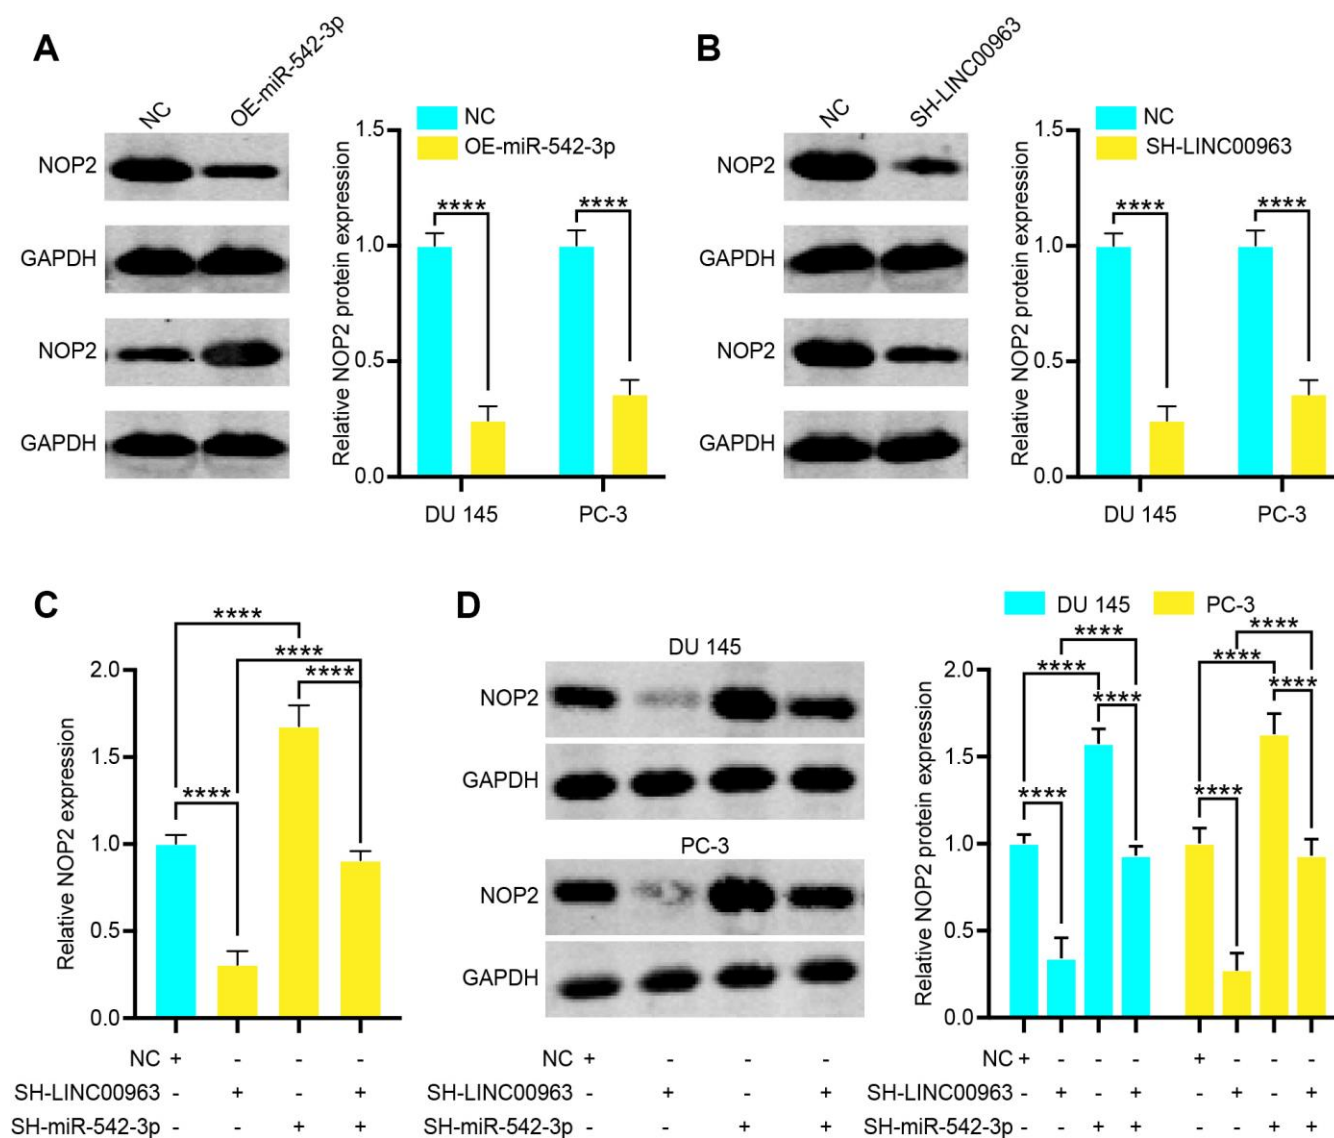 A
NC
OE-miR-542-3p
NOP2
GAPDH
NOP2
GAPDH
NC
OE-miR-542-3p
Relative NOP2 protein expression
1.5
1.0
0.5
0.0
**** ****
DU 145 PC-3
B
NC
SH-LINC00963
NOP2
GAPDH
NOP2
GAPDH
NC
SH-LINC00963
Relative NOP2 protein expression
1.5
1.0
0.5
0.0
**** ****
DU 145 PC-3
C
Relative NOP2 expression
2.0
1.5
1.0
0.5
0.0
****
****
****
****
NC + - - -
SH-LINC00963 - + - +
SH-miR-542-3p - - + +
D
DU 145
NOP2
GAPDH
PC-3
NOP2
GAPDH
NC + - - -
SH-LINC00963 - + - +
SH-miR-542-3p - - + +
DU 145 PC-3
Relative NOP2 protein expression
2.0
1.5
1.0
0.5
0.0
**** ****
**** ****
**** ****
**** ****
NC + - - - + - - -
SH-LINC00963 - + - + - + - +
SH-miR-542-3p - - + + - - + +